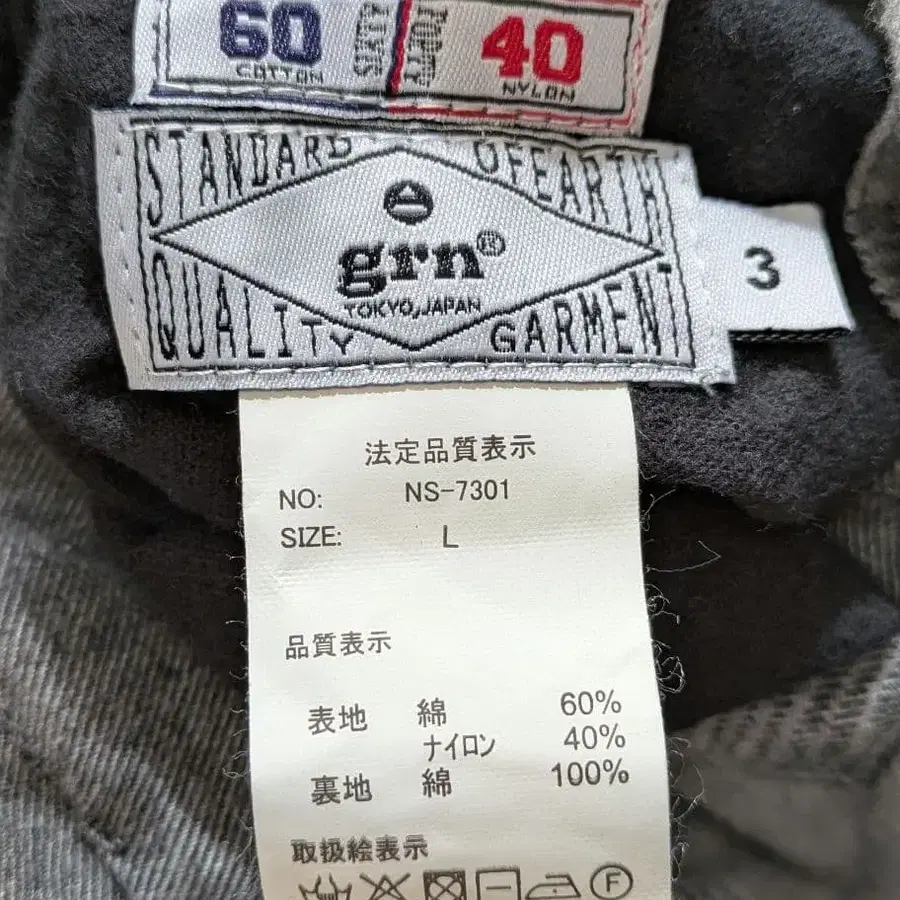 60
COTTON
40
NYLON
STANDARD OF EARTH
grn®
TOKYO, JAPAN
QUALITY GARMENT
3
法定品質表示
NO: NS-7301
SIZE: L
品質表示
表地 綿 60%
ナイロン 40%
裏地 綿 100%
取扱絵表示
F